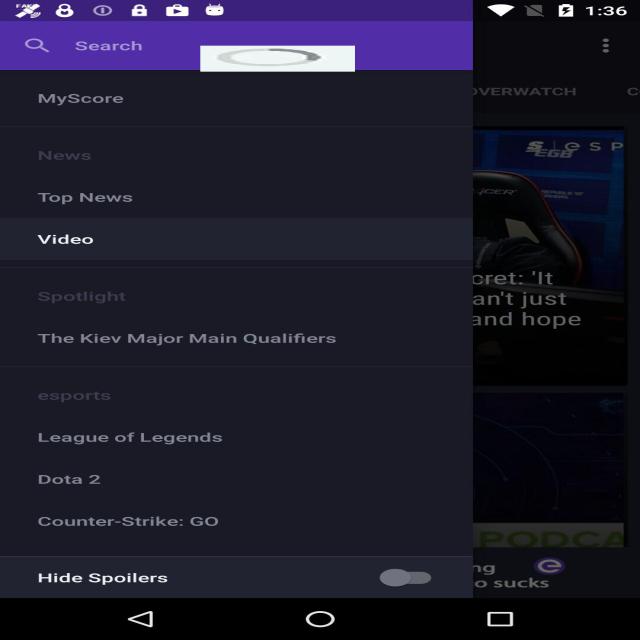 1:36
Search
OVERWATCH
MyScore
News
Top News
Video
Spotlight
The Kiev Major Main Qualifiers
esports
League of Legends
Dota 2
Counter-Strike: GO
Hide Spoilers
cret: 'It
an't just
and hope
PODCA
ng
o sucks